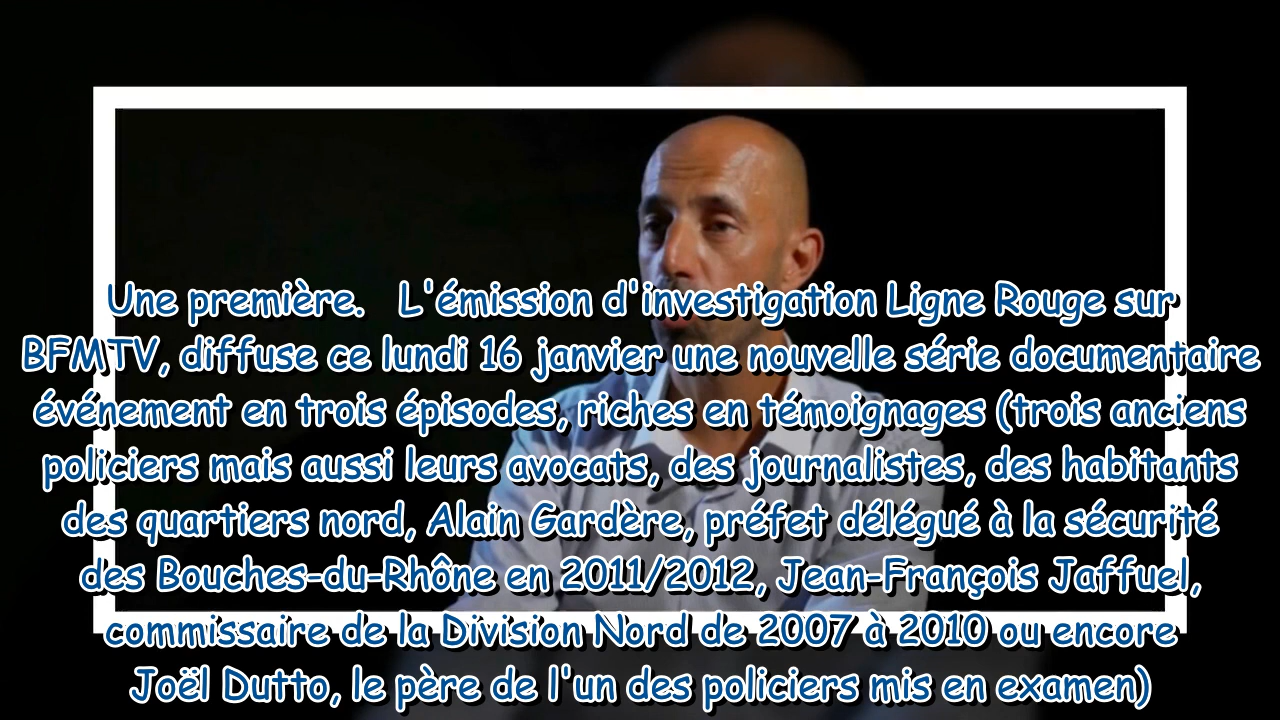 Une première. L'émission d'investigation Ligne Rouge sur
BFMTV, diffuse ce lundi 16 janvier une nouvelle série documentaire
événement en trois épisodes, riches en témoignages (trois anciens
policiers mais aussi leurs avocats, des journalistes, des habitants
des quartiers nord, Alain Gardère, préfet délégué à la sécurité
des Bouches-du-Rhône en 2011/2012, Jean-François Jaffuel,
commissaire de la Division Nord de 2007 à 2010 ou encore
Joël Dutto, le père de l'un des policiers mis en examen)